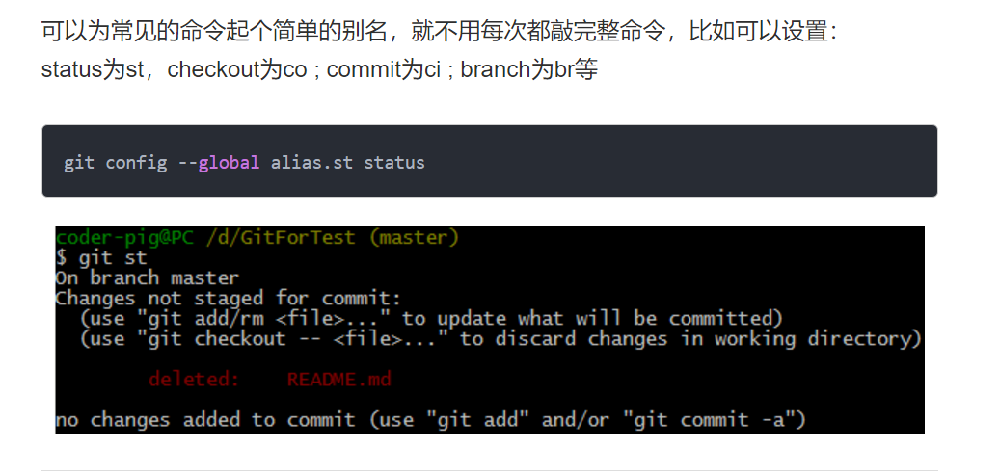 可以为常见的命令起个简单的别名，就不用每次都敲完整命令，比如可以设置：
status为st，checkout为co ; commit为ci ; branch为br等
git config --global alias.st status
coder-pig@PC /d/GitForTest (master)
$ git st
On branch master
Changes not staged for commit:
  (use "git add/rm <file>..." to update what will be committed)
  (use "git checkout -- <file>..." to discard changes in working directory)
        deleted:    README.md
no changes added to commit (use "git add" and/or "git commit -a")